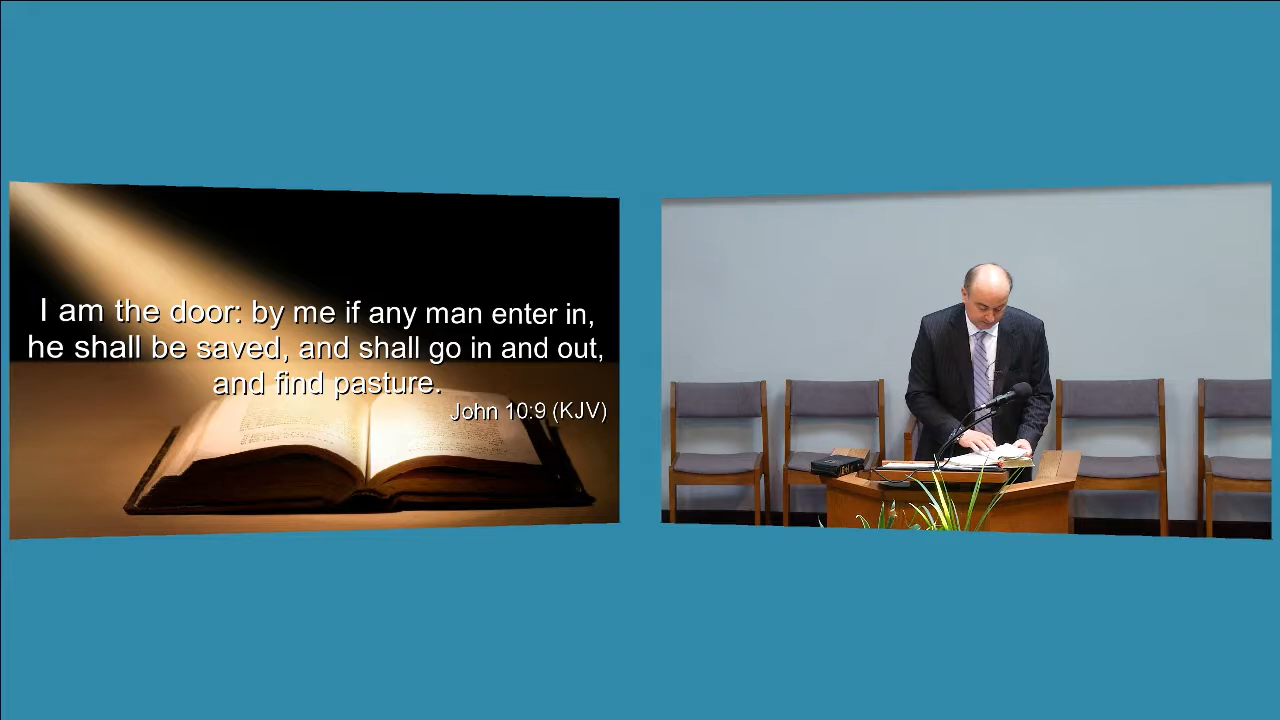 I am the door: by me if any man enter in,
he shall be saved, and shall go in and out,
and find pasture.
John 10:9 (KJV)